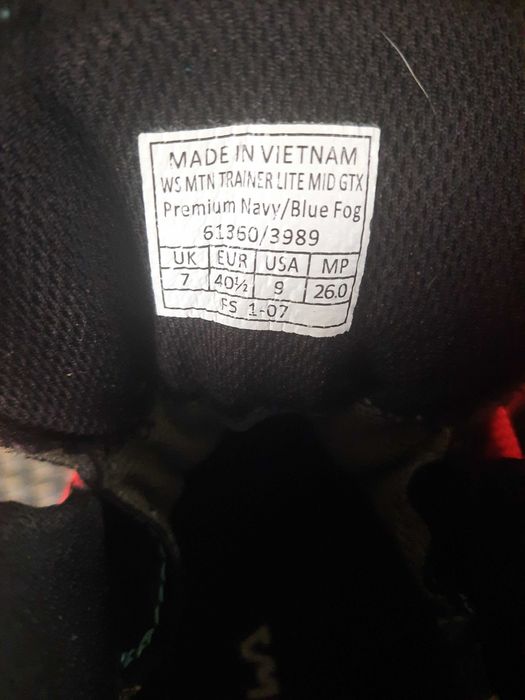 MADE IN VIETNAM
WS MTN TRAINER LITE MID GTX
Premium Navy/Blue Fog
61360/3989
UK EUR USA MP
7 40½ 9 26.0
FS 1-07